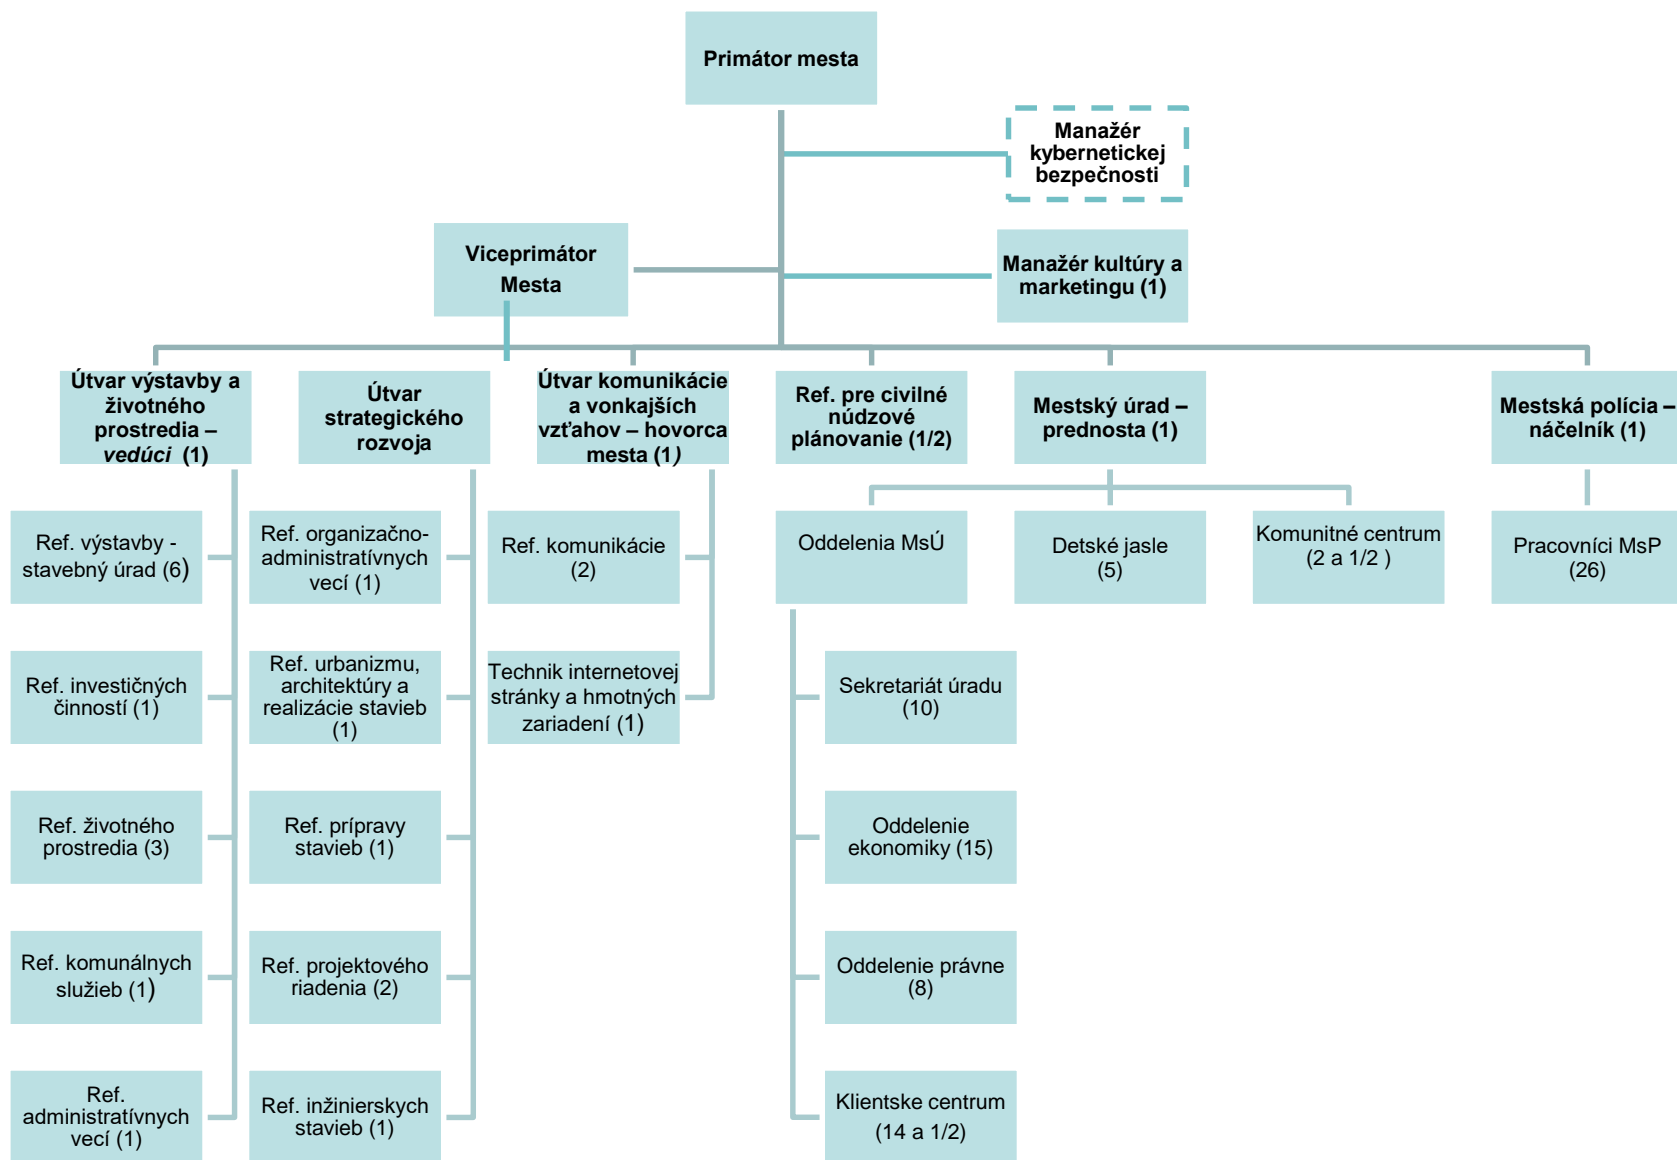 Primátor mesta
Manažér
kybernetickej
bezpečnosti
Viceprimátor
Mesta
Manažér kultúry a
marketingu (1)
Útvar výstavby a
životného
prostredia –
vedúci (1)
Útvar
strategického
rozvoja
Útvar komunikácie
a vonkajších
vzťahov – hovorca
mesta (1)
Ref. pre civilné
núdzové
plánovanie (1/2)
Mestský úrad –
prednosta (1)
Mestská polícia –
náčelník (1)
Ref. výstavby -
stavebný úrad (6)
Ref. organizačno-
administratívnych
vecí (1)
Ref. komunikácie
(2)
Oddelenia MsÚ
Detské jasle
(5)
Komunitné centrum
(2 a 1/2 )
Pracovníci MsP
(26)
Ref. investičných
činností (1)
Ref. urbanizmu,
architektúry a
realizácie stavieb
(1)
Technik internetovej
stránky a hmotných
zariadení (1)
Sekretariát úradu
(10)
Ref. životného
prostredia (3)
Ref. prípravy
stavieb (1)
Oddelenie
ekonomiky (15)
Ref. komunálnych
služieb (1)
Ref. projektového
riadenia (2)
Oddelenie právne
(8)
Ref.
administratívnych
vecí (1)
Ref. inžinierskych
stavieb (1)
Klientske centrum
(14 a 1/2)